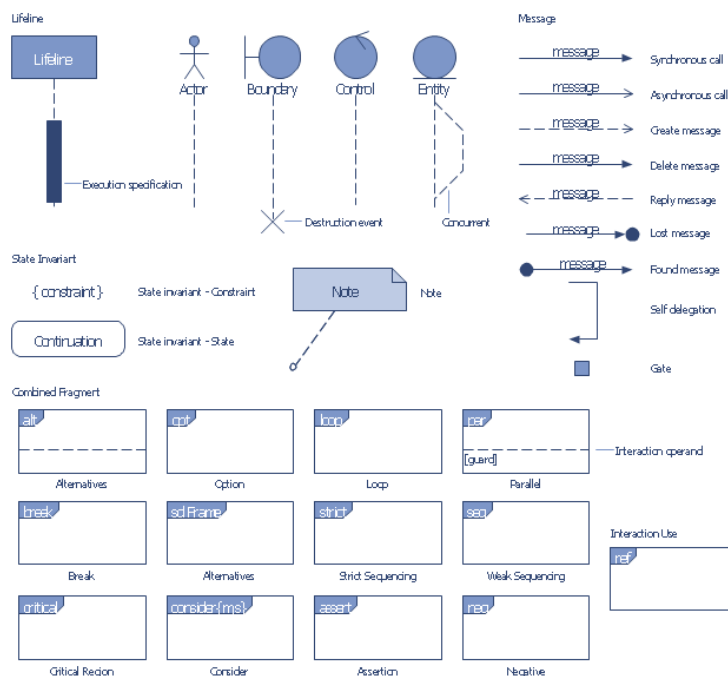 Lifeline
Message
Lifeline
Actor
Boundary
Control
Entity
Execution specification
Destruction event
Concurrent
message
Synchronous call
message
Asynchronous call
message
Create message
message
Delete message
message
Reply message
message
Lost message
message
Found message
Self delegation
Gate
State Invariant
{ constraint }
State invariant - Constraint
Note
Note
Continuation
State invariant - State
Combined Fragment
alt
opt
loop
par
[guard]
Interaction operand
Alternatives
Option
Loop
Parallel
break
sd Frame
strict
seq
Interaction Use
ref
Break
Alternatives
Strict Sequencing
Weak Sequencing
critical
consider{m,s}
assert
neg
Critical Region
Consider
Assertion
Negative